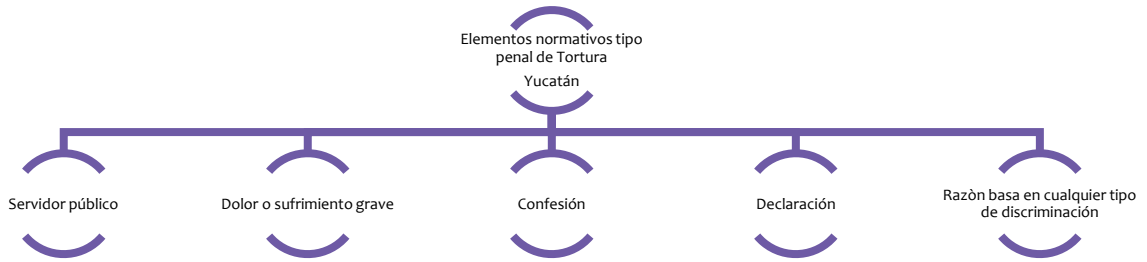 Elementos normativos tipo
penal de Tortura
Yucatán
Servidor público
Dolor o sufrimiento grave
Confesión
Declaración
Razòn basa en cualquier tipo
de discriminación